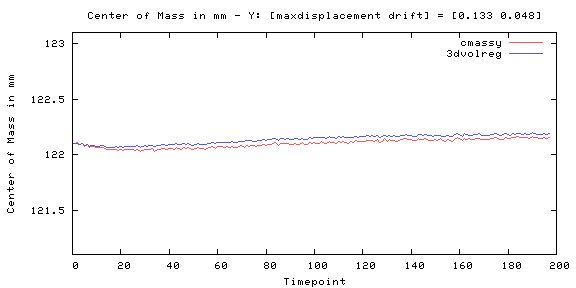 Center of Mass in mm - Y: [maxdisplacement drift] = [0.133 0.048]
cmassy
3dvolreg
Center of Mass in mm
123
122.5
122
121.5
0 20 40 60 80 100 120 140 160 180 200
Timepoint